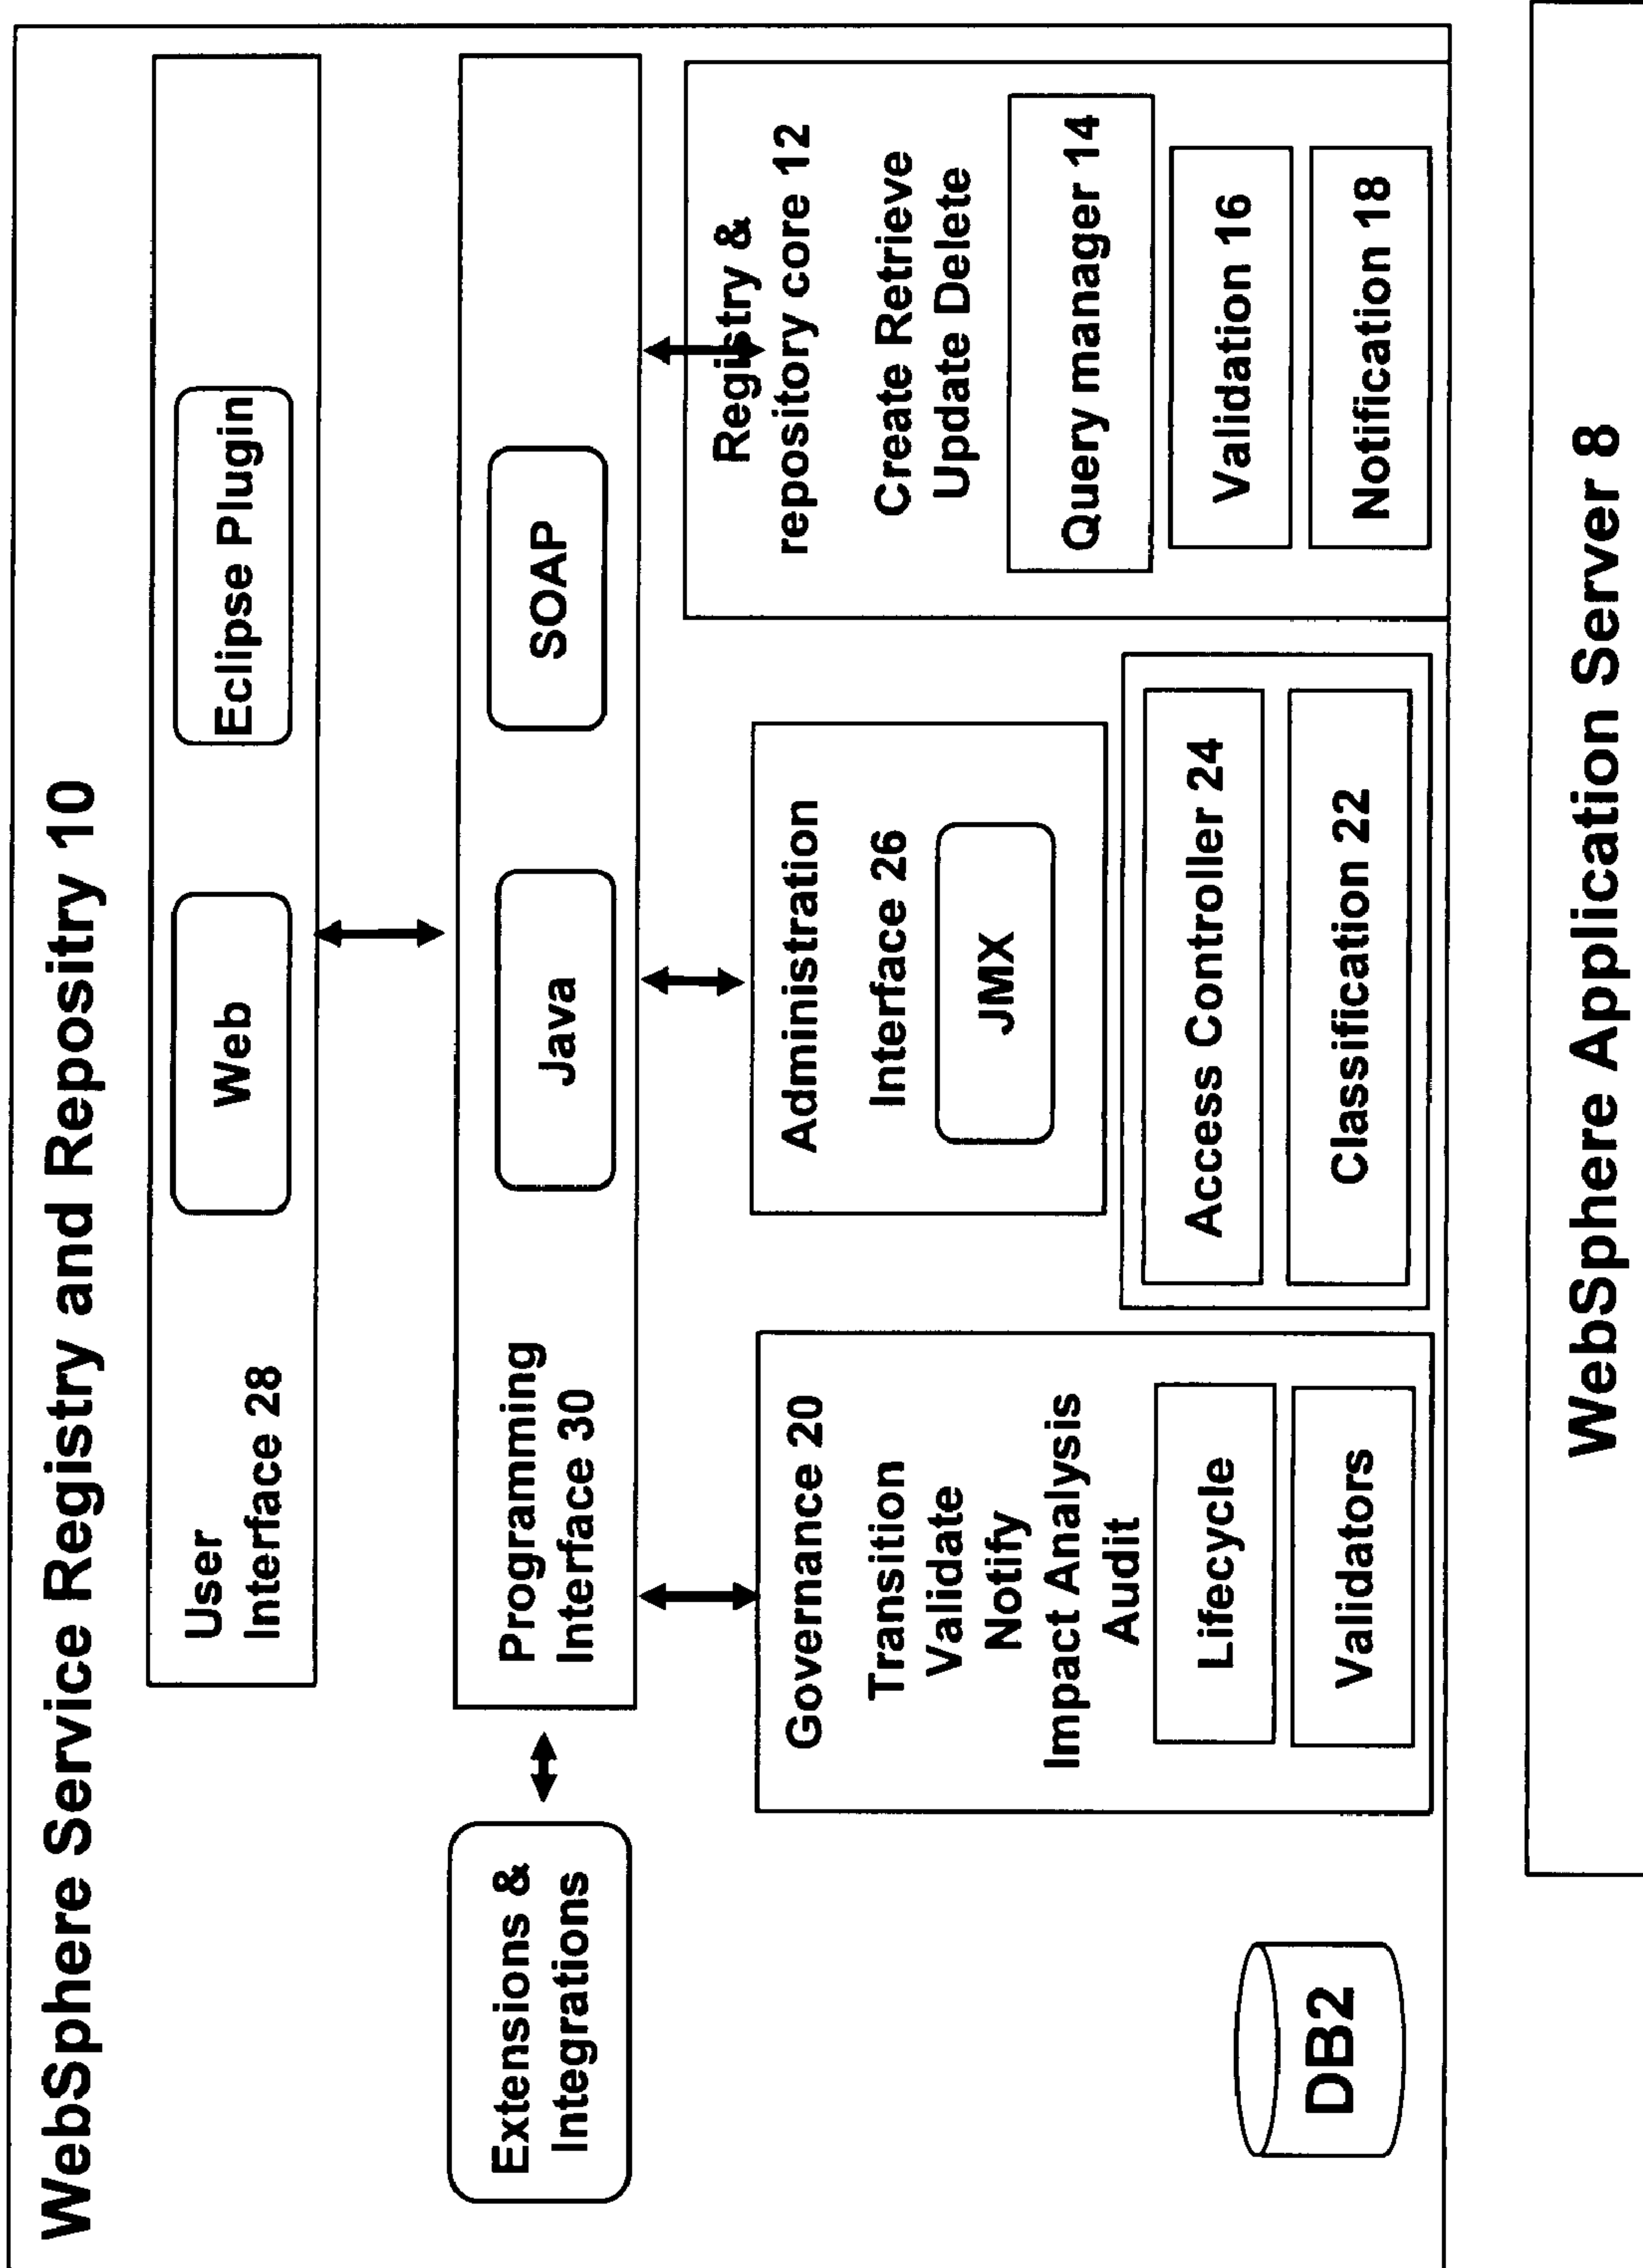 WebSphere Service Registry and Repositry 10
User
Interface 28
Web
Eclipse Plugin
Programming
Interface 30
Java
SOAP
Extensions &
Integrations
Governance 20
Transition
Validate
Notify
Impact Analysis
Audit
Lifecycle
Validators
Administration
Interface 26
JMX
Access Controller 24
Classification 22
Registry &
repository core 12
Create Retrieve
Update Delete
Query manager 14
Validation 16
Notification 18
DB2
WebSphere Application Server 8